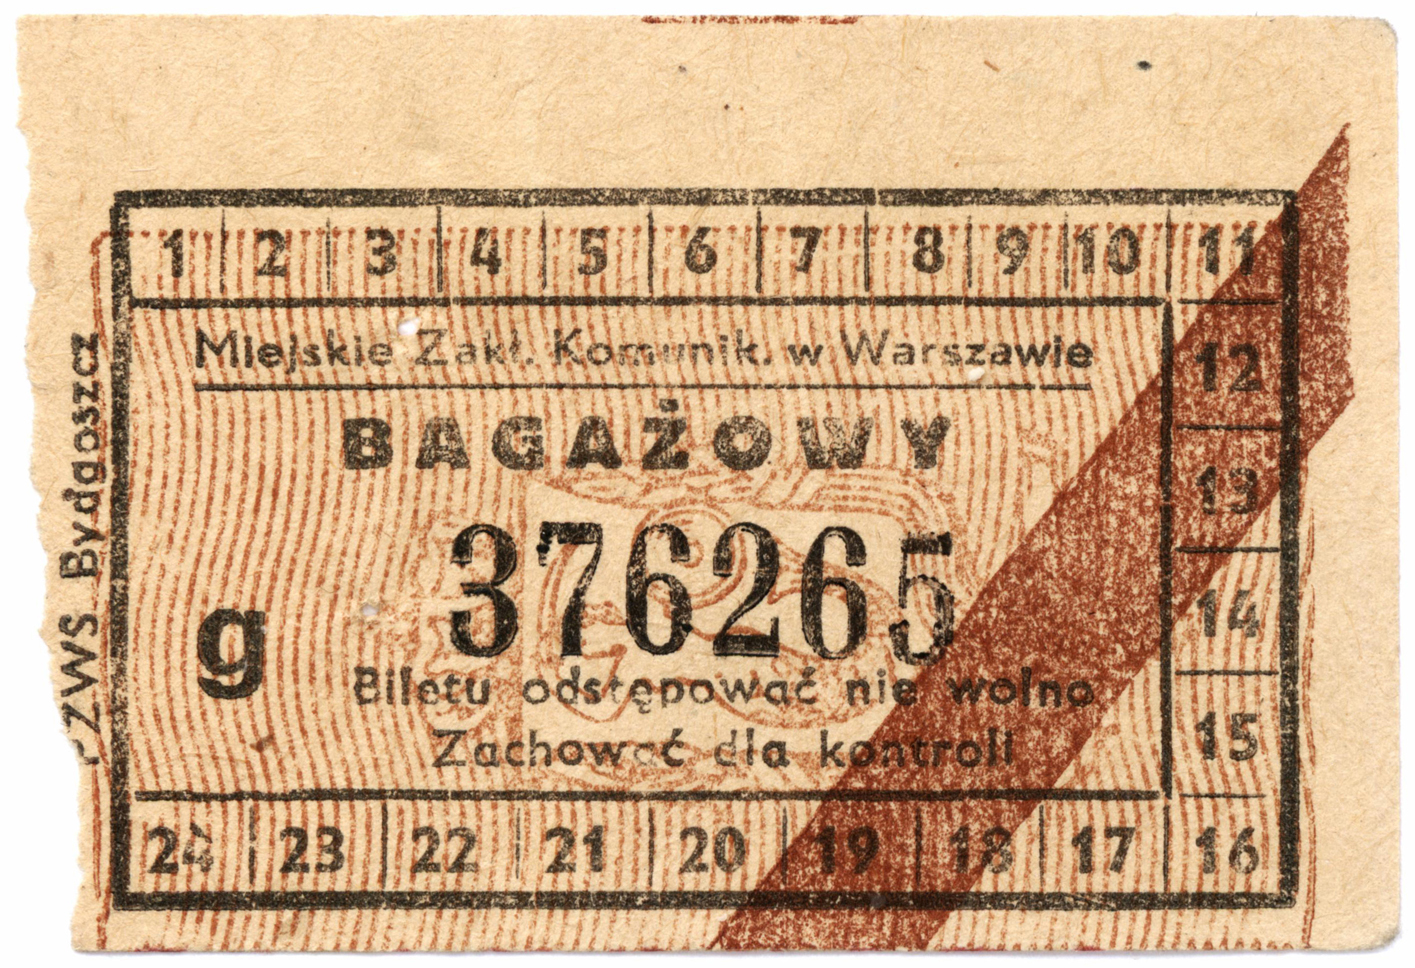 1 2 3 4 5 6 7 8 9 10 11
Miejskie Zakł. Komunik. w Warszawie
12
BAGAŻOWY
13
376265
14
g
Biletu odstępować nie wolno
15
Zachować dla kontroli
24 23 22 21 20 19 18 17 16
PZWS Bydgoszcz